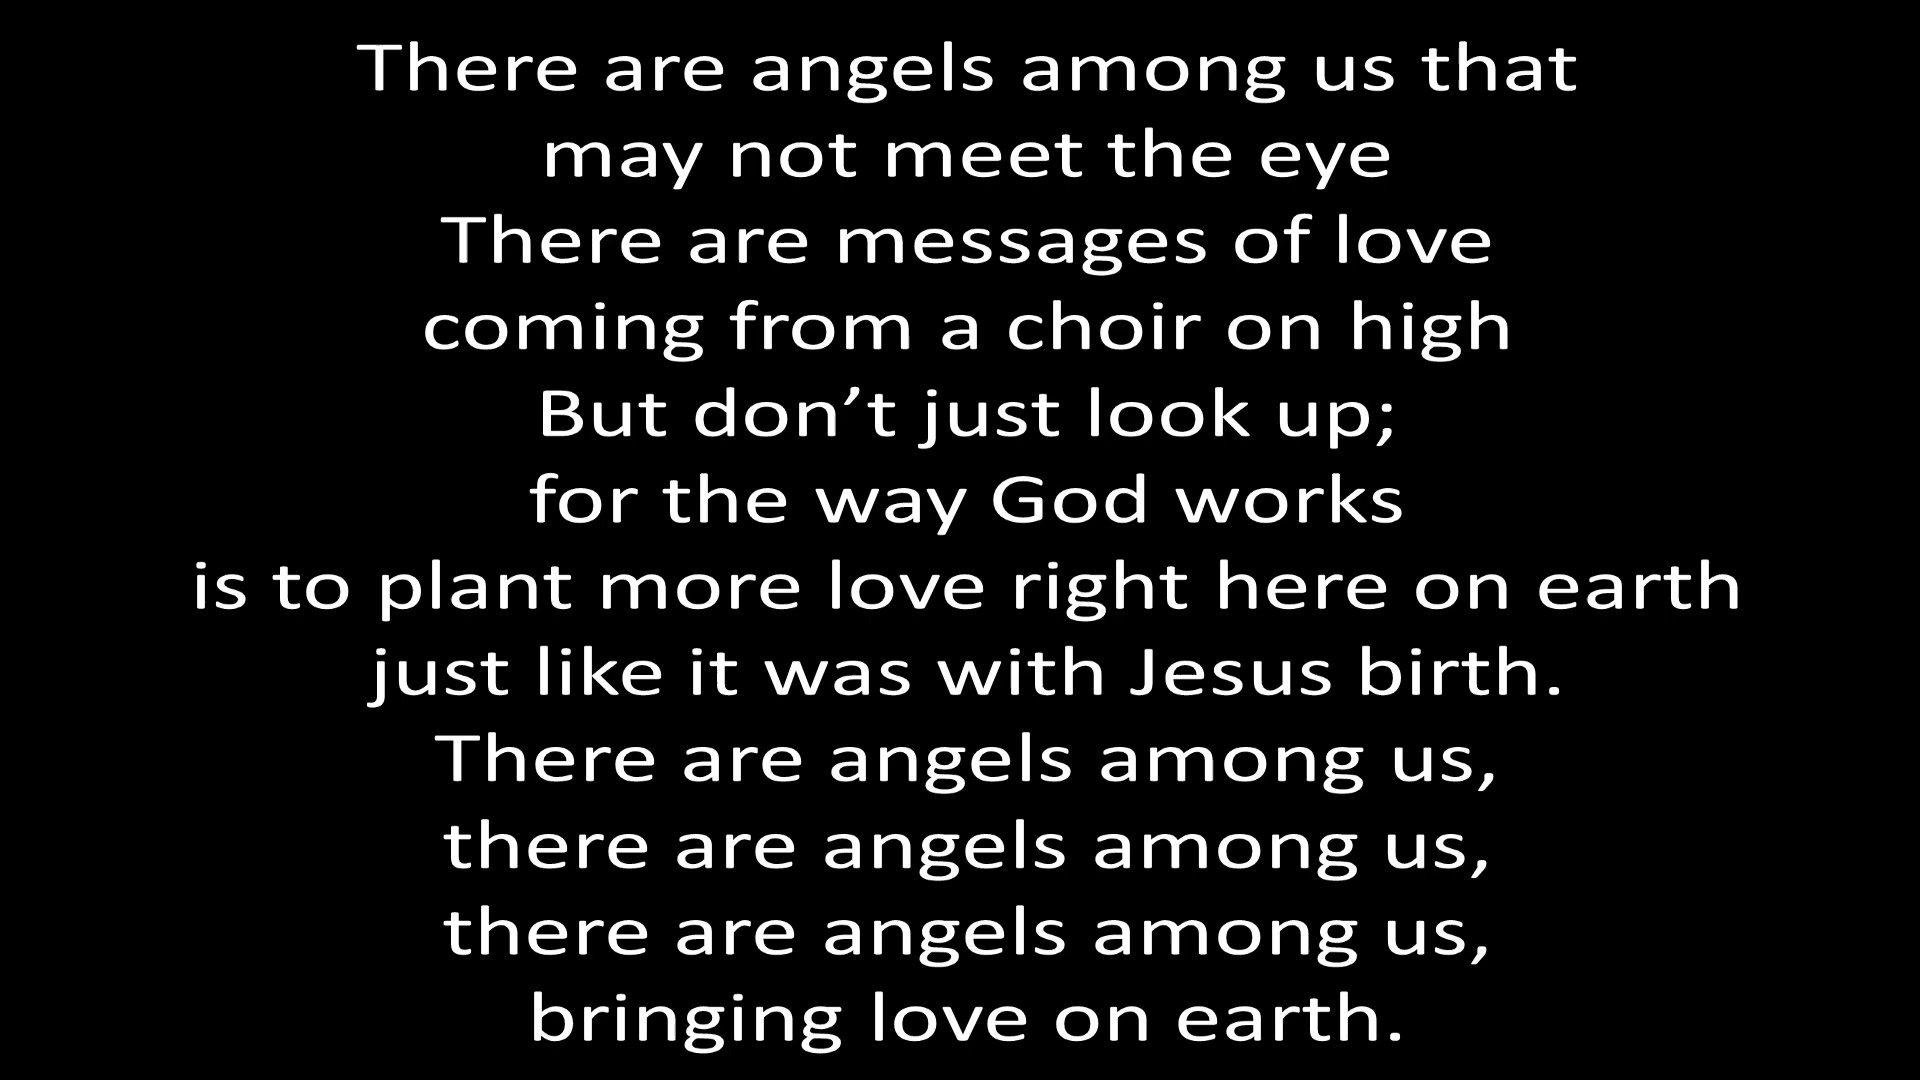 There are angels among us that
may not meet the eye
There are messages of love
coming from a choir on high
But don’t just look up;
for the way God works
is to plant more love right here on earth
just like it was with Jesus birth.
There are angels among us,
there are angels among us,
there are angels among us,
bringing love on earth.